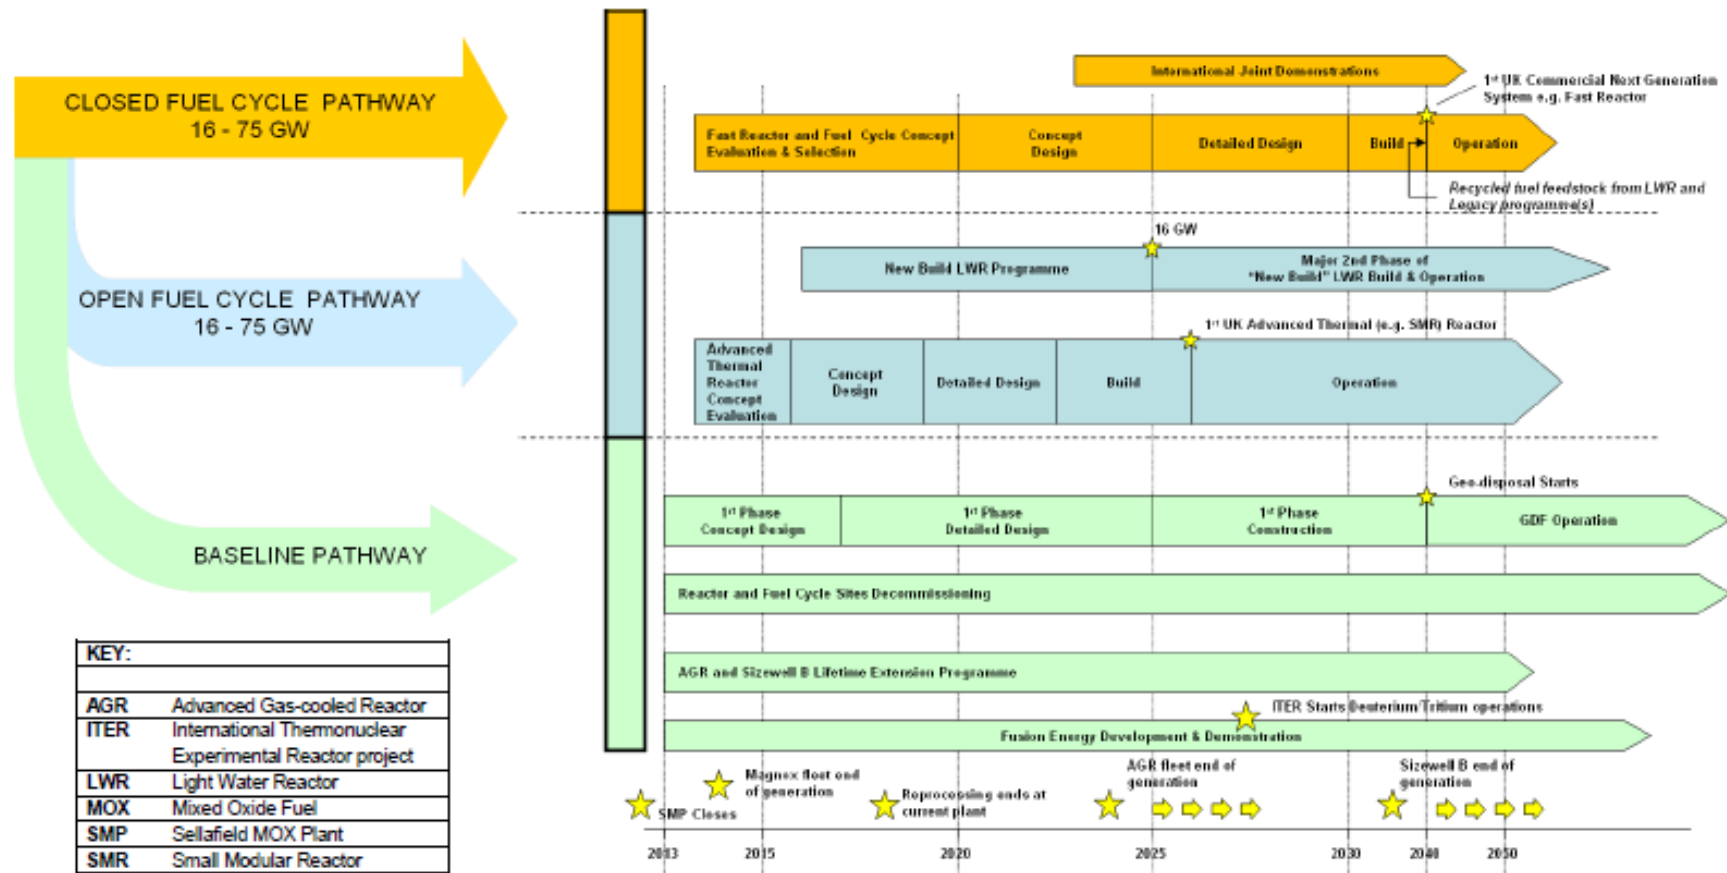 CLOSED FUEL CYCLE PATHWAY
16 - 75 GW
OPEN FUEL CYCLE PATHWAY
16 - 75 GW
BASELINE PATHWAY
KEY:
AGR Advanced Gas-cooled Reactor
ITER International Thermonuclear
Experimental Reactor project
LWR Light Water Reactor
MOX Mixed Oxide Fuel
SMP Sellafield MOX Plant
SMR Small Modular Reactor
International Joint Demonstrations
1st UK Commercial Next Generation
System e.g. Fast Reactor
Fast Reactor and Fuel Cycle Concept
Evaluation & Selection
Concept
Design
Detailed Design
Build
Operation
Recycled fuel feedstock from LWR and
Legacy programme(s)
16 GW
New Build LWR Programme
Major 2nd Phase of
"New Build" LWR Build & Operation
1st UK Advanced Thermal (e.g. SMR) Reactor
Advanced
Thermal
Reactor
Concept
Evaluation
Concept
Design
Detailed Design
Build
Operation
Geo-disposal Starts
1st Phase
Concept Design
1st Phase
Detailed Design
1st Phase
Construction
GDF Operation
Reactor and Fuel Cycle Sites Decommissioning
AGR and Sizewell B Lifetime Extension Programme
ITER Starts Deuterium/Tritium operations
Fusion Energy Development & Demonstration
SMP Closes
Magnox fleet end
of generation
Reprocessing ends at
current plant
AGR fleet end of
generation
Sizewell B end of
generation
2013 2015 2020 2025 2030 2040 2050